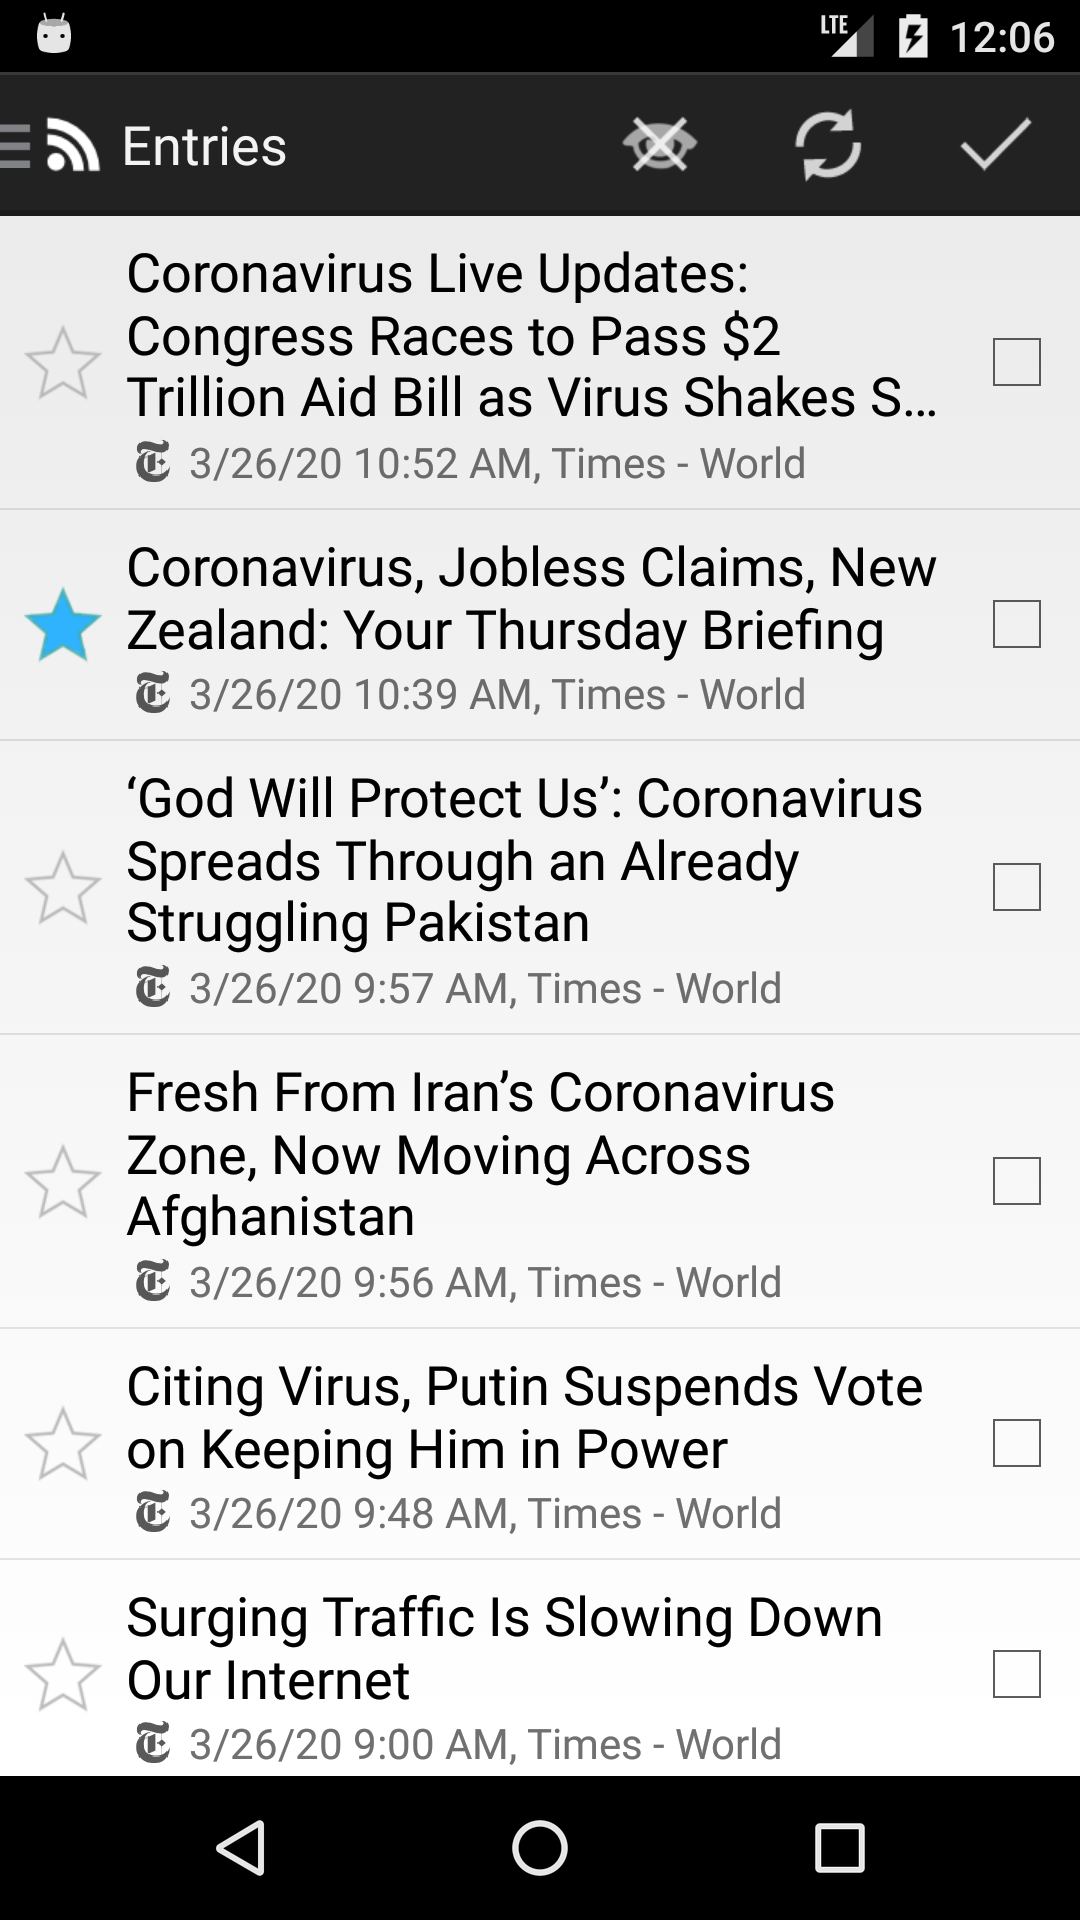 LTE 12:06
Entries
Coronavirus Live Updates:
Congress Races to Pass $2
Trillion Aid Bill as Virus Shakes S...
3/26/20 10:52 AM, Times - World
Coronavirus, Jobless Claims, New
Zealand: Your Thursday Briefing
3/26/20 10:39 AM, Times - World
‘God Will Protect Us’: Coronavirus
Spreads Through an Already
Struggling Pakistan
3/26/20 9:57 AM, Times - World
Fresh From Iran’s Coronavirus
Zone, Now Moving Across
Afghanistan
3/26/20 9:56 AM, Times - World
Citing Virus, Putin Suspends Vote
on Keeping Him in Power
3/26/20 9:48 AM, Times - World
Surging Traffic Is Slowing Down
Our Internet
3/26/20 9:00 AM, Times - World